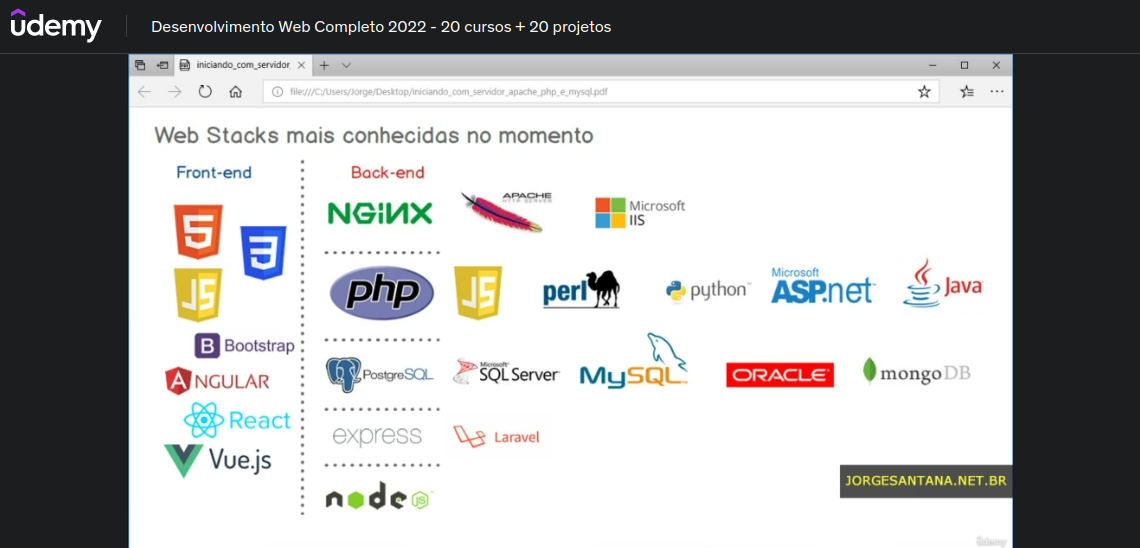 udemy
Desenvolvimento Web Completo 2022 - 20 cursos + 20 projetos
iniciando_com_servidor_
file:///C:/Users/Jorge/Desktop/iniciando_com_servidor_apache_php_e_mysql.pdf
Web Stacks mais conhecidas no momento
Front-end
Back-end
5
3
JS
B Bootstrap
ANGULAR
React
Vue.js
NGINX
APACHE
HTTP SERVER
Microsoft
IIS
php
JS
perl
python
Microsoft
ASP.net
Java
PostgreSQL
Microsoft
SQL Server
MySQL
ORACLE
mongoDB
express
Laravel
node
JS
JORGESANTANA.NET.BR
udemy